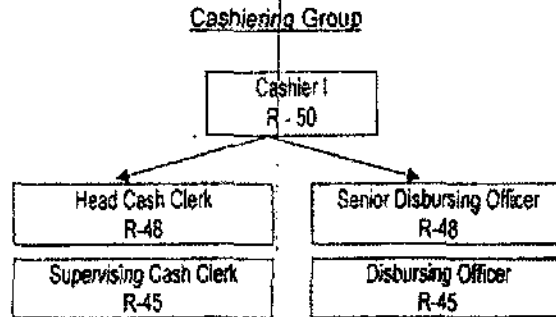 Cashiering Group
Cashier I
R - 50
Head Cash Clerk
R-48
Senior Disbursing Officer
R-48
Supervising Cash Clerk
R-45
Disbursing Officer
R-45